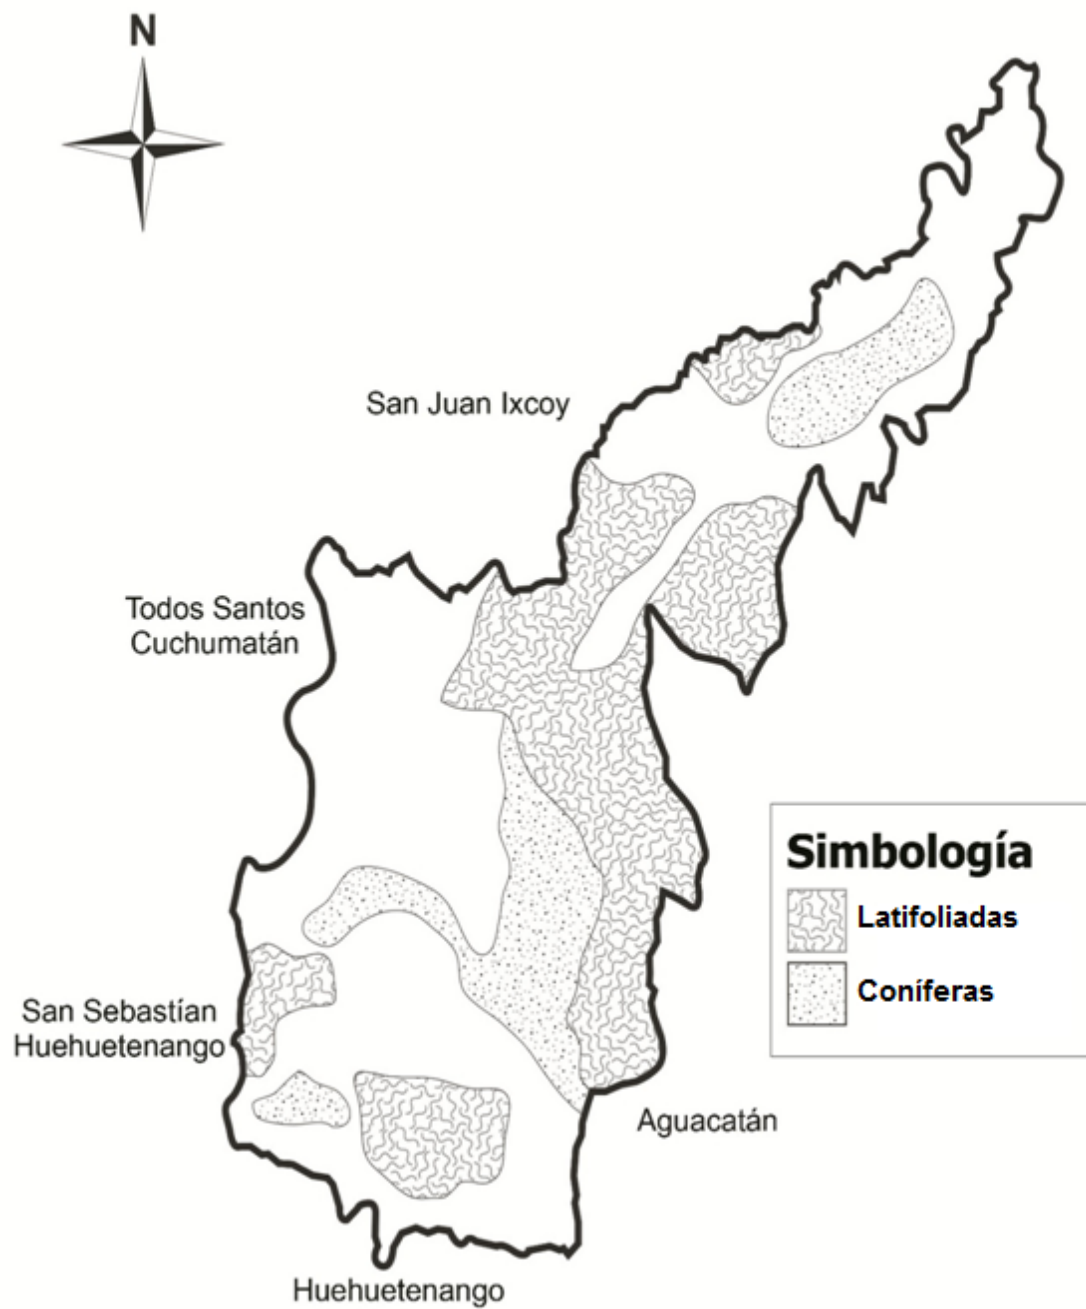 N
San Juan Ixcoy
Todos Santos
Cuchumatán
San Sebastían
Huehuetenango
Aguacatán
Huehuetenango
Simbología
Latifoliadas
Coníferas